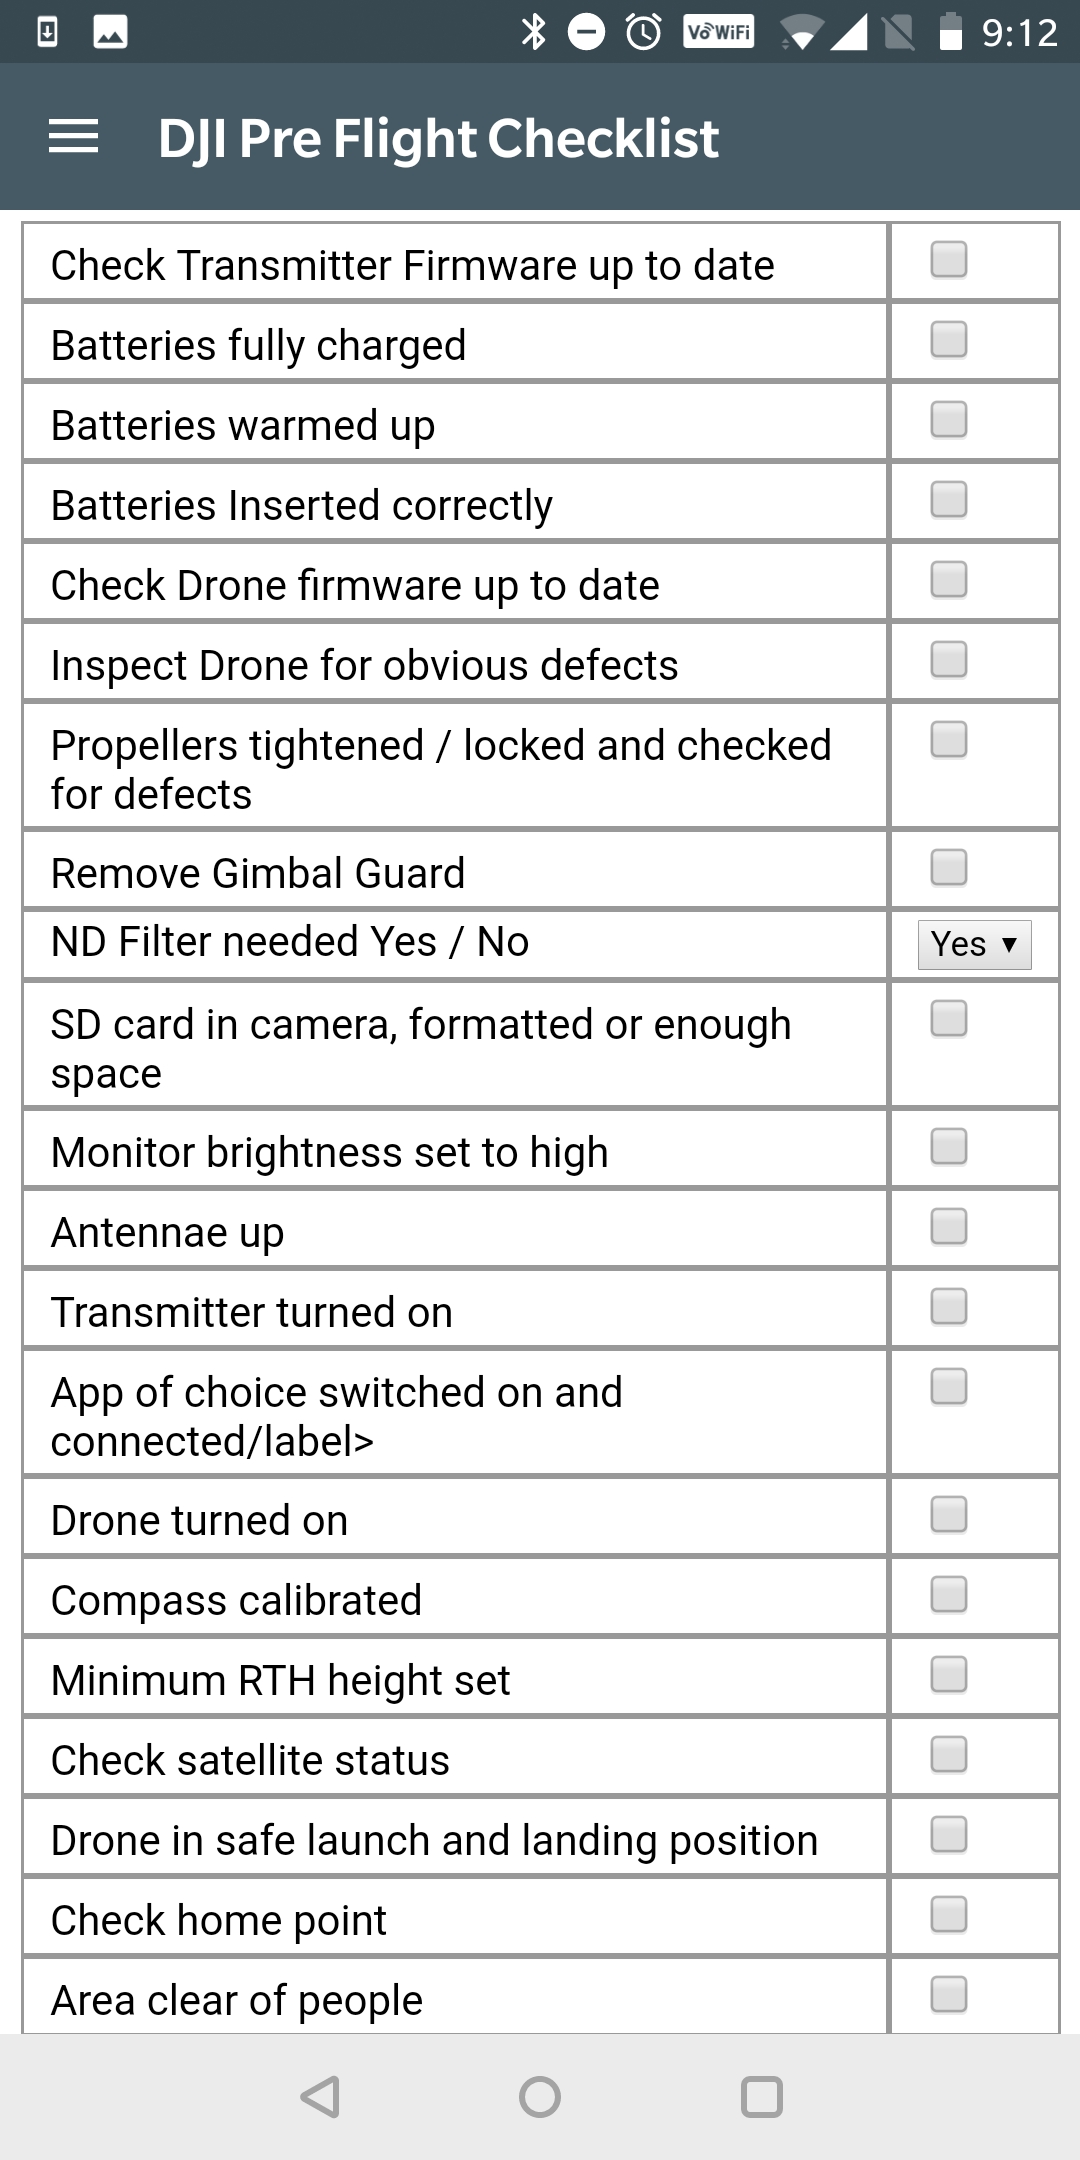 Vo WiFi 9:12
DJI Pre Flight Checklist
Check Transmitter Firmware up to date
Batteries fully charged
Batteries warmed up
Batteries Inserted correctly
Check Drone firmware up to date
Inspect Drone for obvious defects
Propellers tightened / locked and checked
for defects
Remove Gimbal Guard
ND Filter needed Yes / No Yes
SD card in camera, formatted or enough
space
Monitor brightness set to high
Antennae up
Transmitter turned on
App of choice switched on and
connected/label>
Drone turned on
Compass calibrated
Minimum RTH height set
Check satellite status
Drone in safe launch and landing position
Check home point
Area clear of people